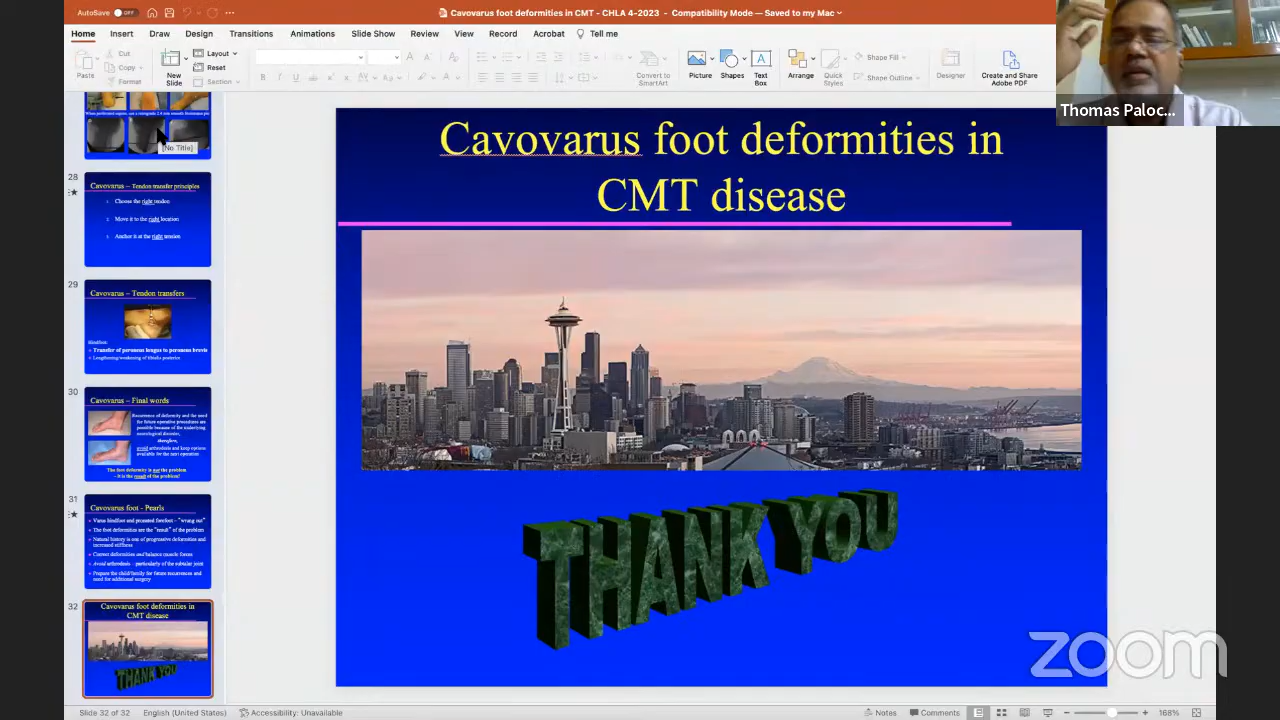 AutoSave OFF
Cavovarus foot deformities in CMT - CHLA 4-2023 - Compatibility Mode — Saved to my Mac
Home Insert Draw Design Transitions Animations Slide Show Review View Record Acrobat Tell me
Paste
Cut
Copy
Format
New Slide
Layout
Reset
Section
Convert to SmartArt
Picture
Shapes
Text Box
Arrange
Quick Styles
Shape Fill
Shape Outline
Designer
Create and Share Adobe PDF
Thomas Paloc...
[No Title]
28
Cavovarus – Tendon transfer principles
1. Choose the right tendon
2. Move it to the right location
3. Anchor it at the right tension
29
Cavovarus – Tendon transfers
Hindfoot:
Transfer of peroneus longus to peroneus brevis
Lengthening/weakening of tibialis posterior
30
Cavovarus – Final words
Recurrence of deformity and the need
for future operative procedures are
possible because of the underlying
neurological disorder,
therefore,
avoid arthrodesis and keep options
available for the next operation
The foot deformity is not the problem
– it is the result of the problem!
31
Cavovarus foot - Pearls
Varus hindfoot and pronated forefoot – "wrung out"
The foot deformities are the "result" of the problem
Natural history is one of progressive deformities and
increased stiffness
Correct deformities and balance muscle forces
Avoid arthrodesis – particularly of the subtalar joint
Prepare the child/family for future recurrences and
need for additional surgery
32
Cavovarus foot deformities in
CMT disease
THANK YOU
Cavovarus foot deformities in
CMT disease
THANK YOU
zoom
Slide 32 of 32 English (United States) Accessibility: Unavailable Notes Comments 168%